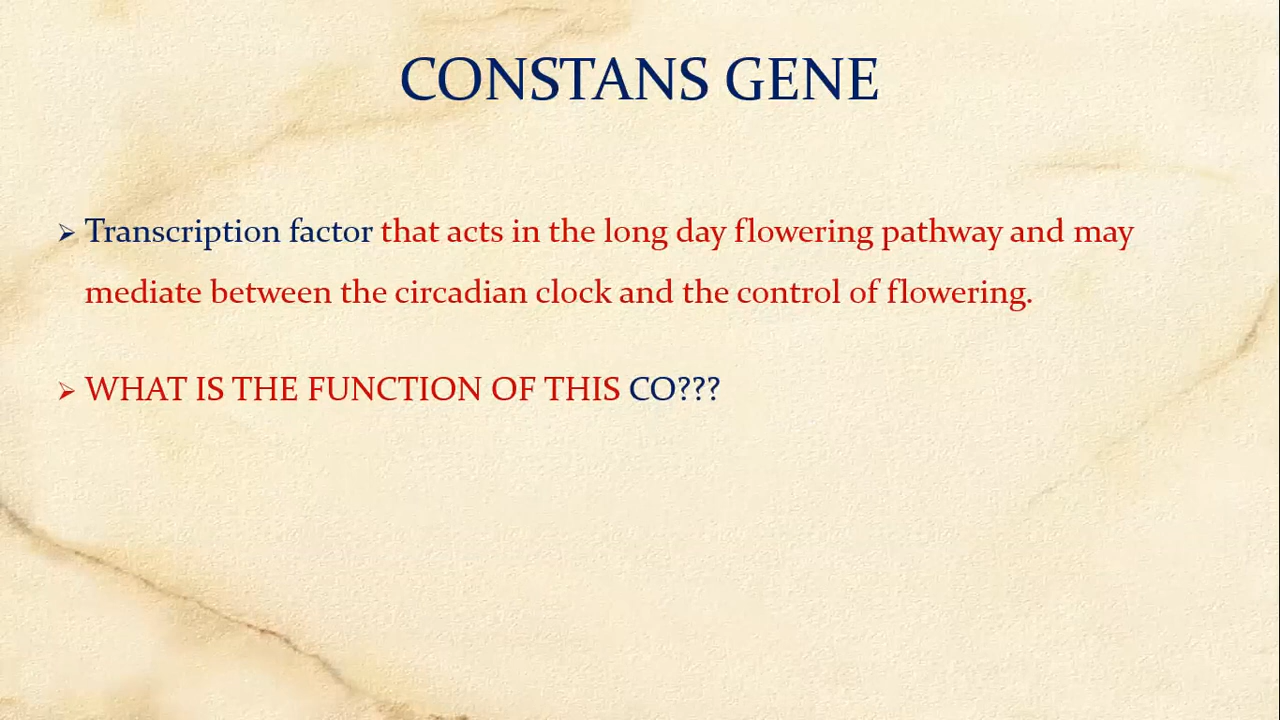 CONSTANS GENE
➢ Transcription factor that acts in the long day flowering pathway and may
mediate between the circadian clock and the control of flowering.
➢ WHAT IS THE FUNCTION OF THIS CO???